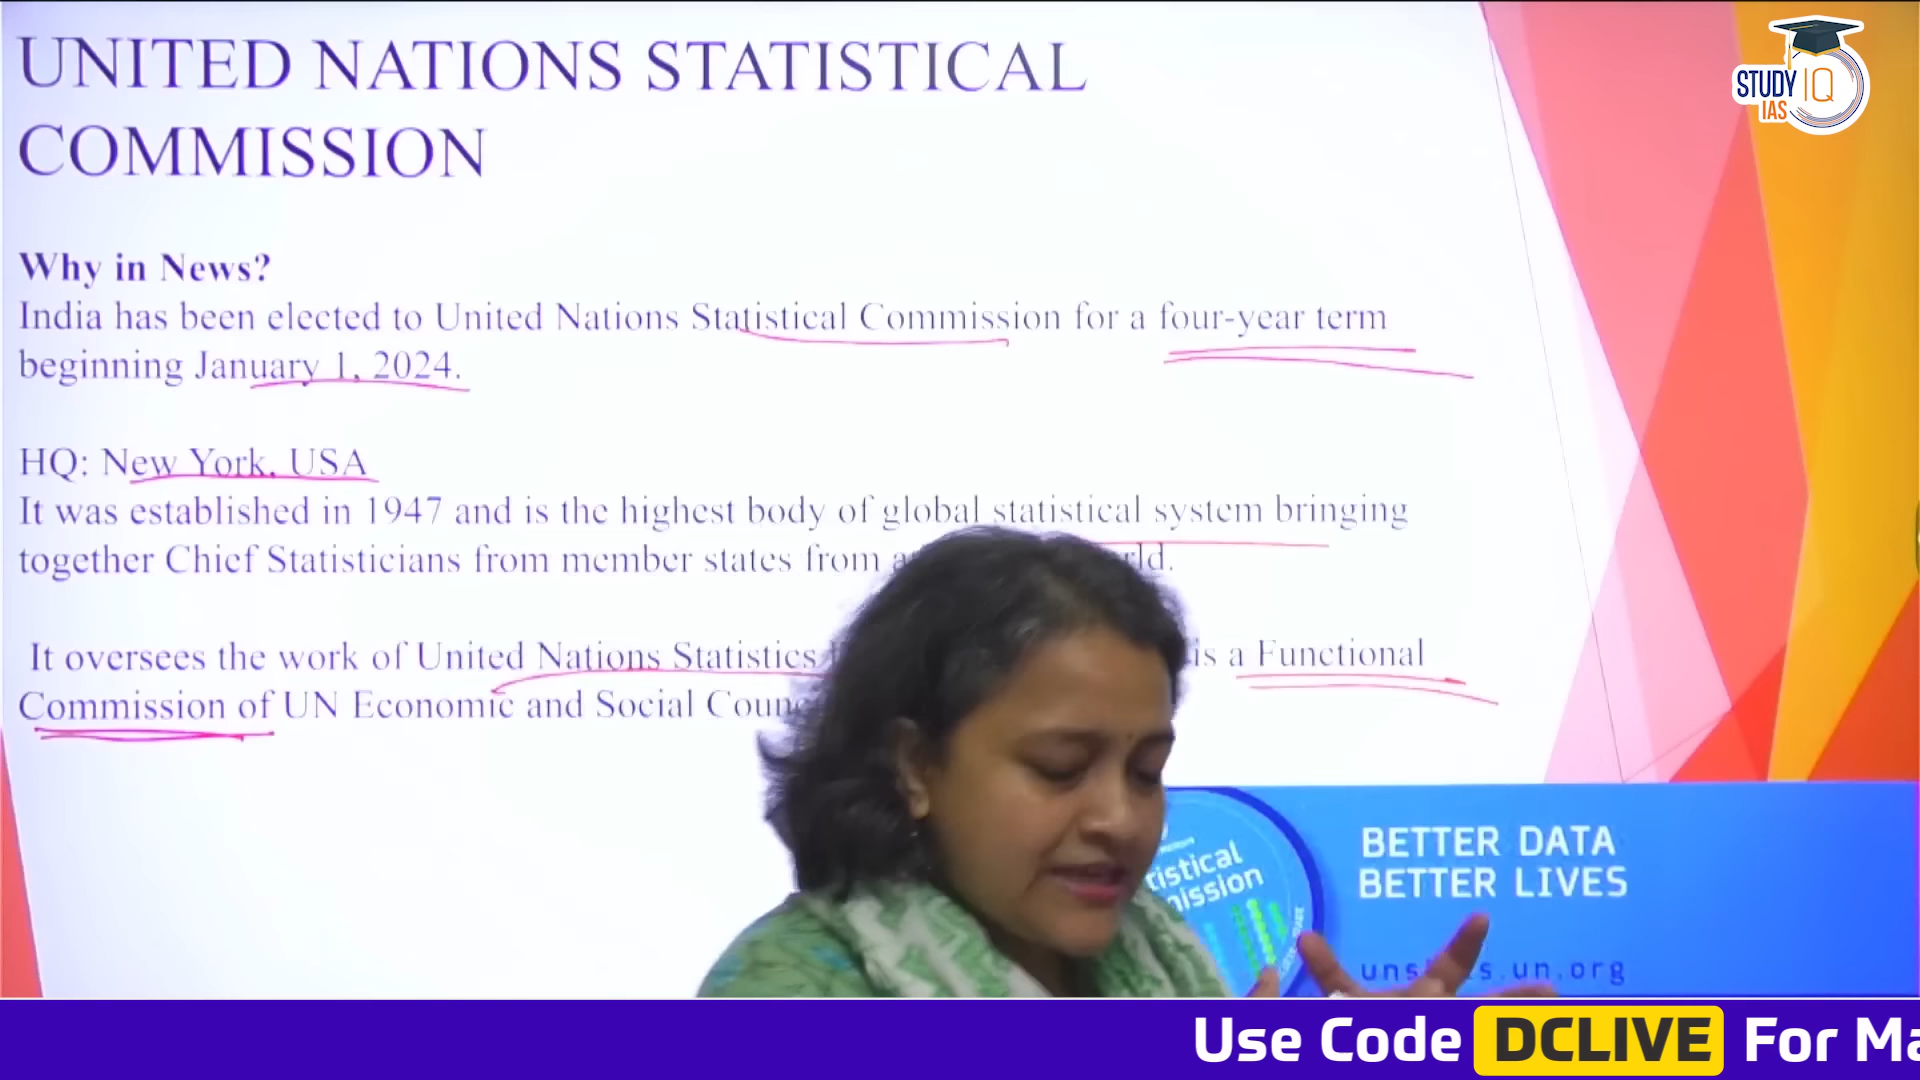 UNITED NATIONS STATISTICAL
COMMISSION
STUDY IQ
IAS
Why in News?
India has been elected to United Nations Statistical Commission for a four-year term
beginning January 1, 2024.
HQ: New York, USA
It was established in 1947 and is the highest body of global statistical system bringing
together Chief Statisticians from member states from
It oversees the work of United Nations Statistics is a Functional
Commission of UN Economic and Social
BETTER DATA
BETTER LIVES
Use Code DCLIVE For